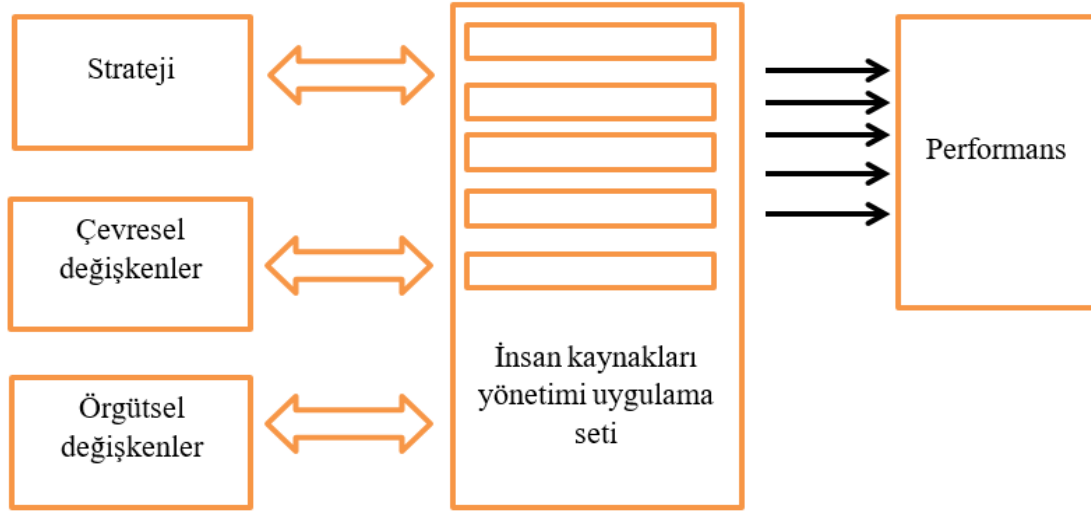 Strateji
Çevresel
değişkenler
Örgütsel
değişkenler
İnsan kaynakları
yönetimi uygulama
seti
Performans